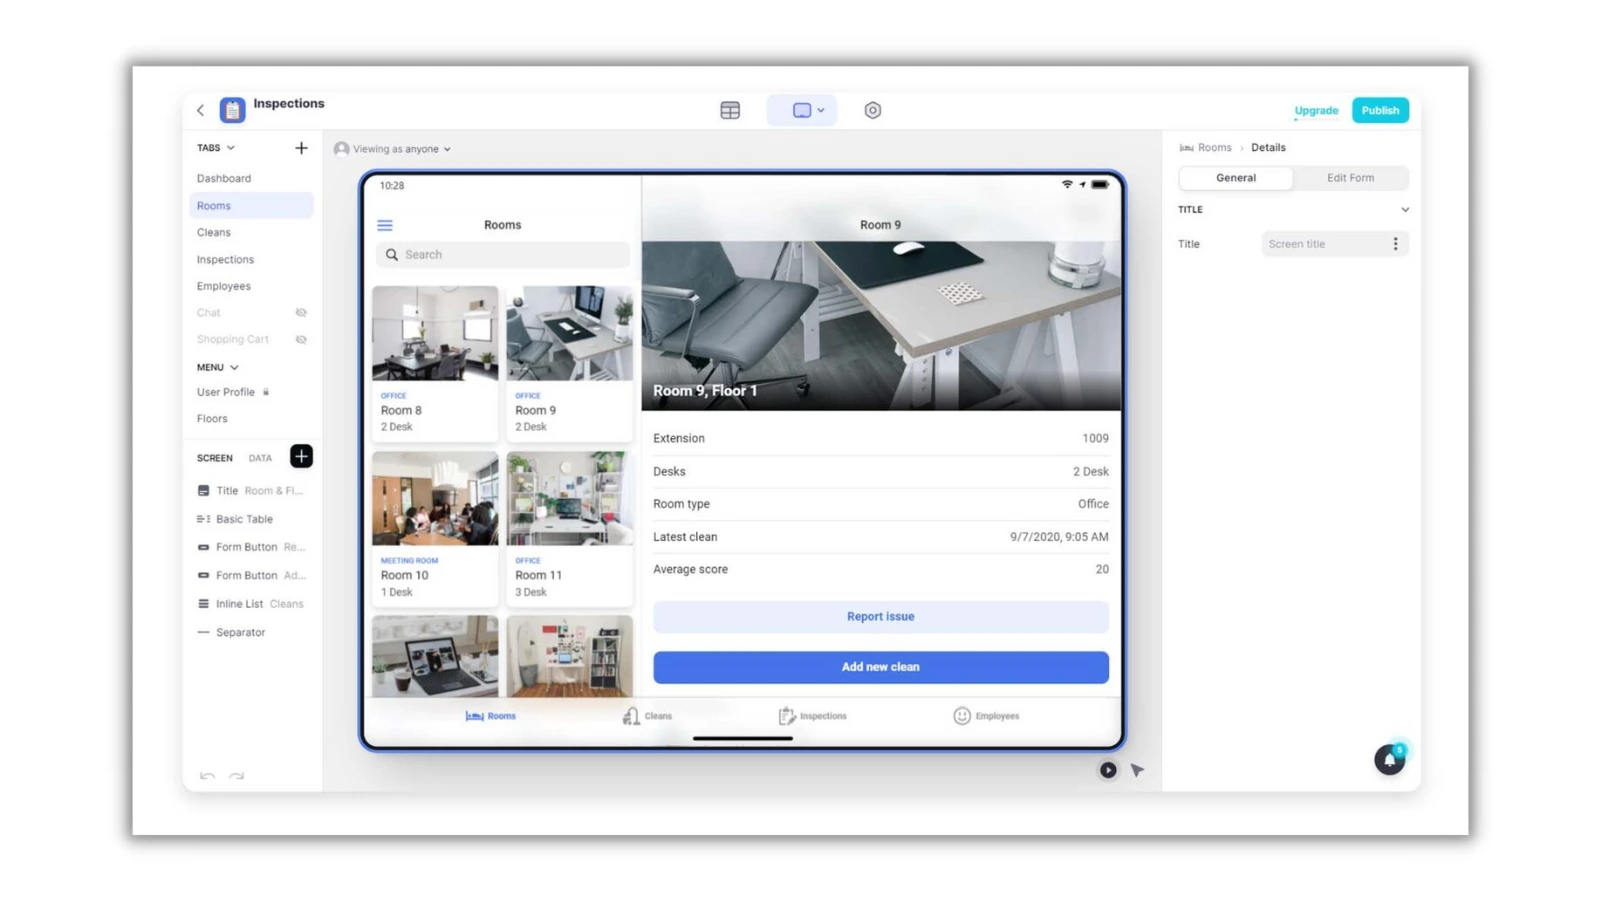 Inspections
Upgrade
Publish
TABS
Dashboard
Rooms
Cleans
Inspections
Employees
Chat
Shopping Cart
MENU
User Profile
Floors
SCREEN DATA
Title Room & Fl...
Basic Table
Form Button Re...
Form Button Ad...
Inline List Cleans
Separator
Viewing as anyone
10:28
Rooms
Search
OFFICE
Room 8
2 Desk
OFFICE
Room 9
2 Desk
MEETING ROOM
Room 10
1 Desk
OFFICE
Room 11
3 Desk
Room 9
Room 9, Floor 1
Extension 1009
Desks 2 Desk
Room type Office
Latest clean 9/7/2020, 9:05 AM
Average score 20
Report issue
Add new clean
Rooms
Cleans
Inspections
Employees
Rooms > Details
General
Edit Form
TITLE
Title Screen title
5